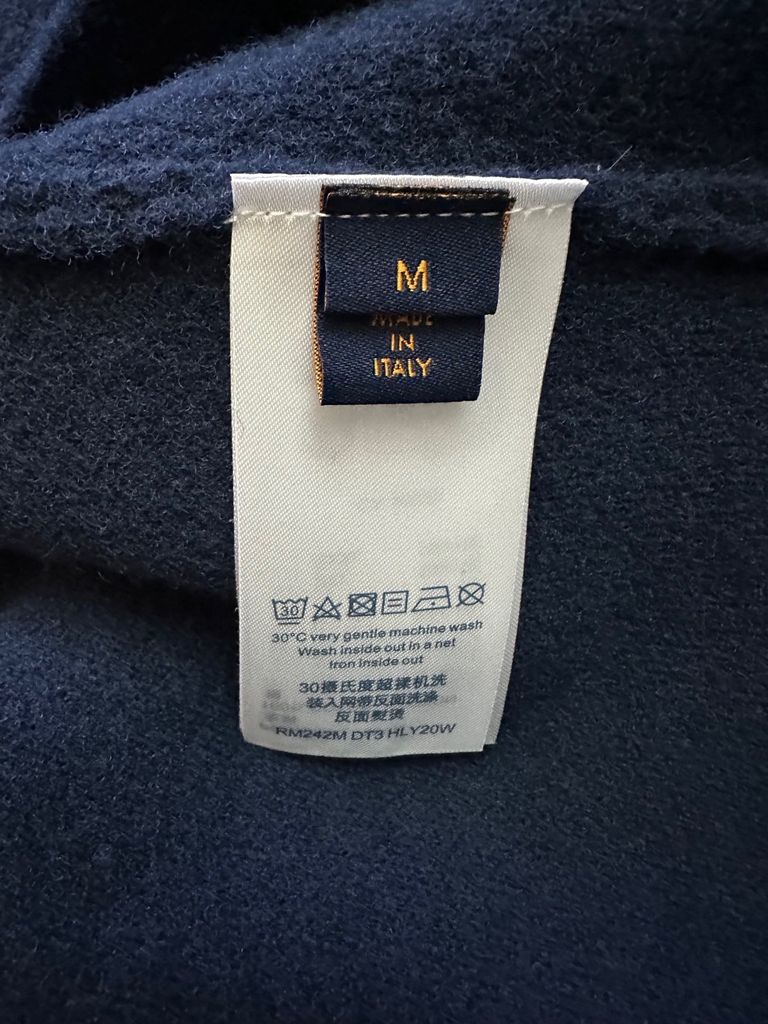 M
MADE
IN
ITALY
30
30°C very gentle machine wash
Wash inside out in a net
Iron inside out
30摄氏度超揉机洗
装入网带反面洗涤
反面熨烫
RM242M DT3 HLY20W